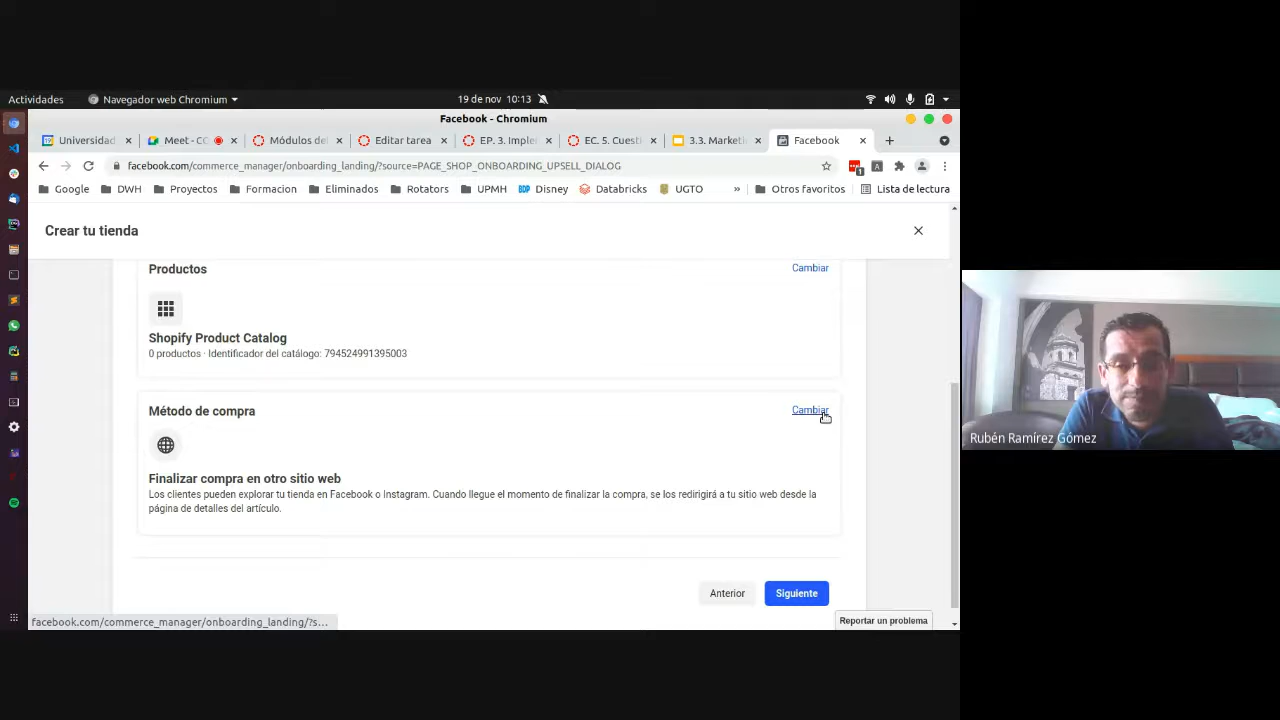 Actividades
Navegador web Chromium
19 de nov 10:13
Facebook - Chromium
Universidad
Meet - CC
Módulos del
Editar tarea
EP. 3. Imple
EC. 5. Cuesti
3.3. Marketi
Facebook
facebook.com/commerce_manager/onboarding_landing/?source=PAGE_SHOP_ONBOARDING_UPSELL_DIALOG
1
A
Google
DWH
Proyectos
Formacion
Eliminados
Rotators
UPMH
Disney
Databricks
UGTO
»
Otros favoritos
Lista de lectura
Crear tu tienda
Productos
Cambiar
Shopify Product Catalog
0 productos · Identificador del catálogo: 794524991395003
Método de compra
Cambiar
Finalizar compra en otro sitio web
Los clientes pueden explorar tu tienda en Facebook o Instagram. Cuando llegue el momento de finalizar la compra, se los redirigirá a tu sitio web desde la
página de detalles del artículo.
Anterior
Siguiente
Reportar un problema
facebook.com/commerce_manager/onboarding_landing/?s...
Rubén Ramírez Gómez